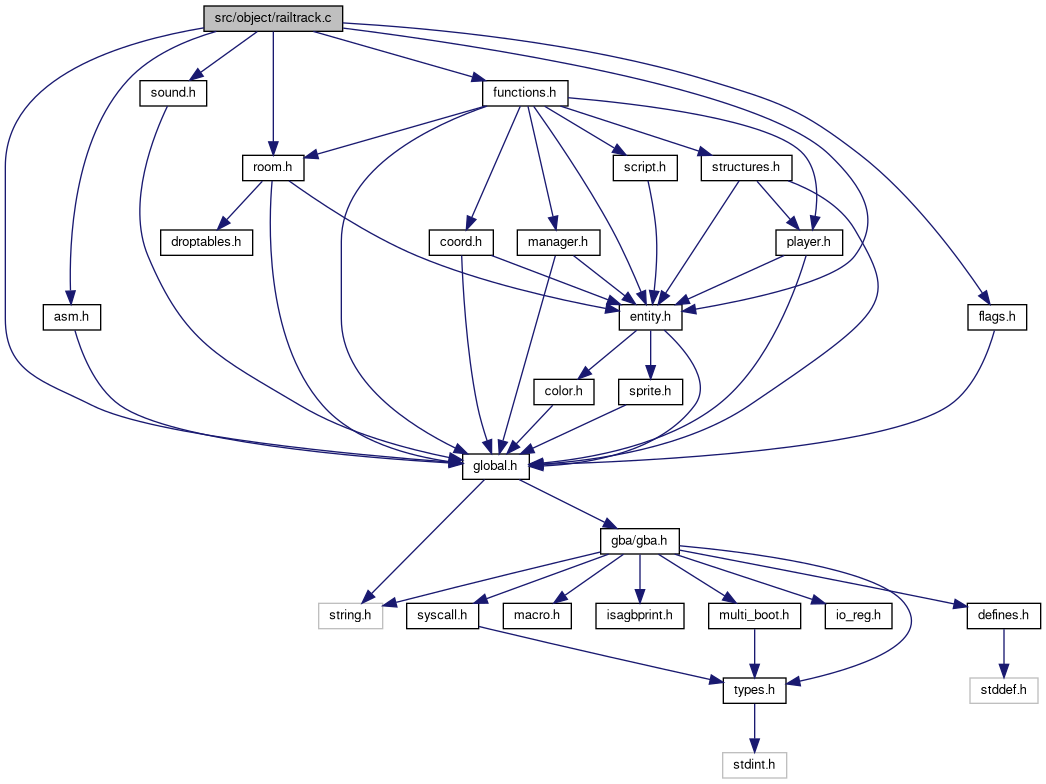 src/object/railtrack.c
sound.h
functions.h
room.h
script.h
structures.h
droptables.h
coord.h
manager.h
player.h
asm.h
entity.h
flags.h
color.h
sprite.h
global.h
gba/gba.h
string.h
syscall.h
macro.h
isagbprint.h
multi_boot.h
io_reg.h
defines.h
types.h
stddef.h
stdint.h